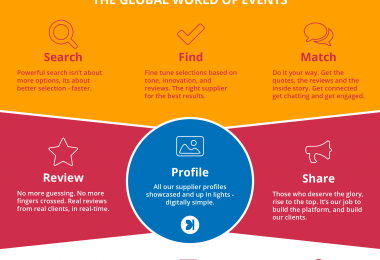 THE GLOBAL WORLD OF EVENTS
Search
Powerful search isn't about
more options, its about
better selection - faster.
Find
Fine tune selections based on
tone, innovation, and
reviews. The right supplier
for the best results.
Match
Do it your way. Get the
quotes, the reviews and the
inside story. Get connected
get chatting and get engaged.
Review
No more guessing. No more
fingers crossed. Real reviews
from real clients, in real-time.
Profile
All our supplier profiles
showcased and up in lights -
digitally simple.
Share
Those who deserve the glory,
rise to the top. It's our job to
build the platform, and build
our clients.